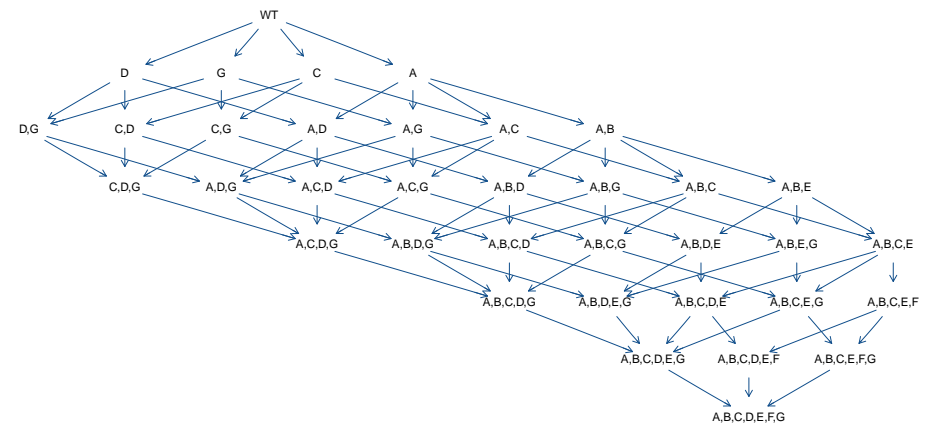 WT
D G C A
D,G C,D C,G A,D A,G A,C A,B
C,D,G A,D,G A,C,D A,C,G A,B,D A,B,G A,B,C A,B,E
A,C,D,G A,B,D,G A,B,C,D A,B,C,G A,B,D,E A,B,E,G A,B,C,E
A,B,C,D,G A,B,D,E,G A,B,C,D,E A,B,C,E,G A,B,C,E,F
A,B,C,D,E,G A,B,C,D,E,F A,B,C,E,F,G
A,B,C,D,E,F,G